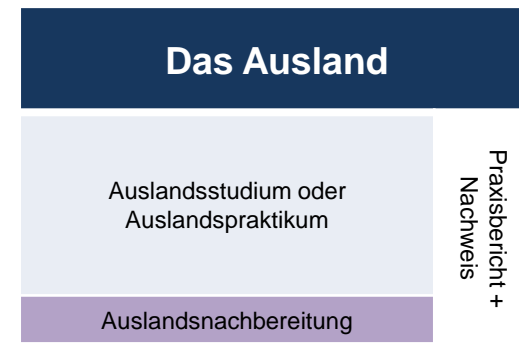 Das Ausland
Auslandsstudium oder
Auslandspraktikum
Praxisbericht +
Nachweis
Auslandsnachbereitung